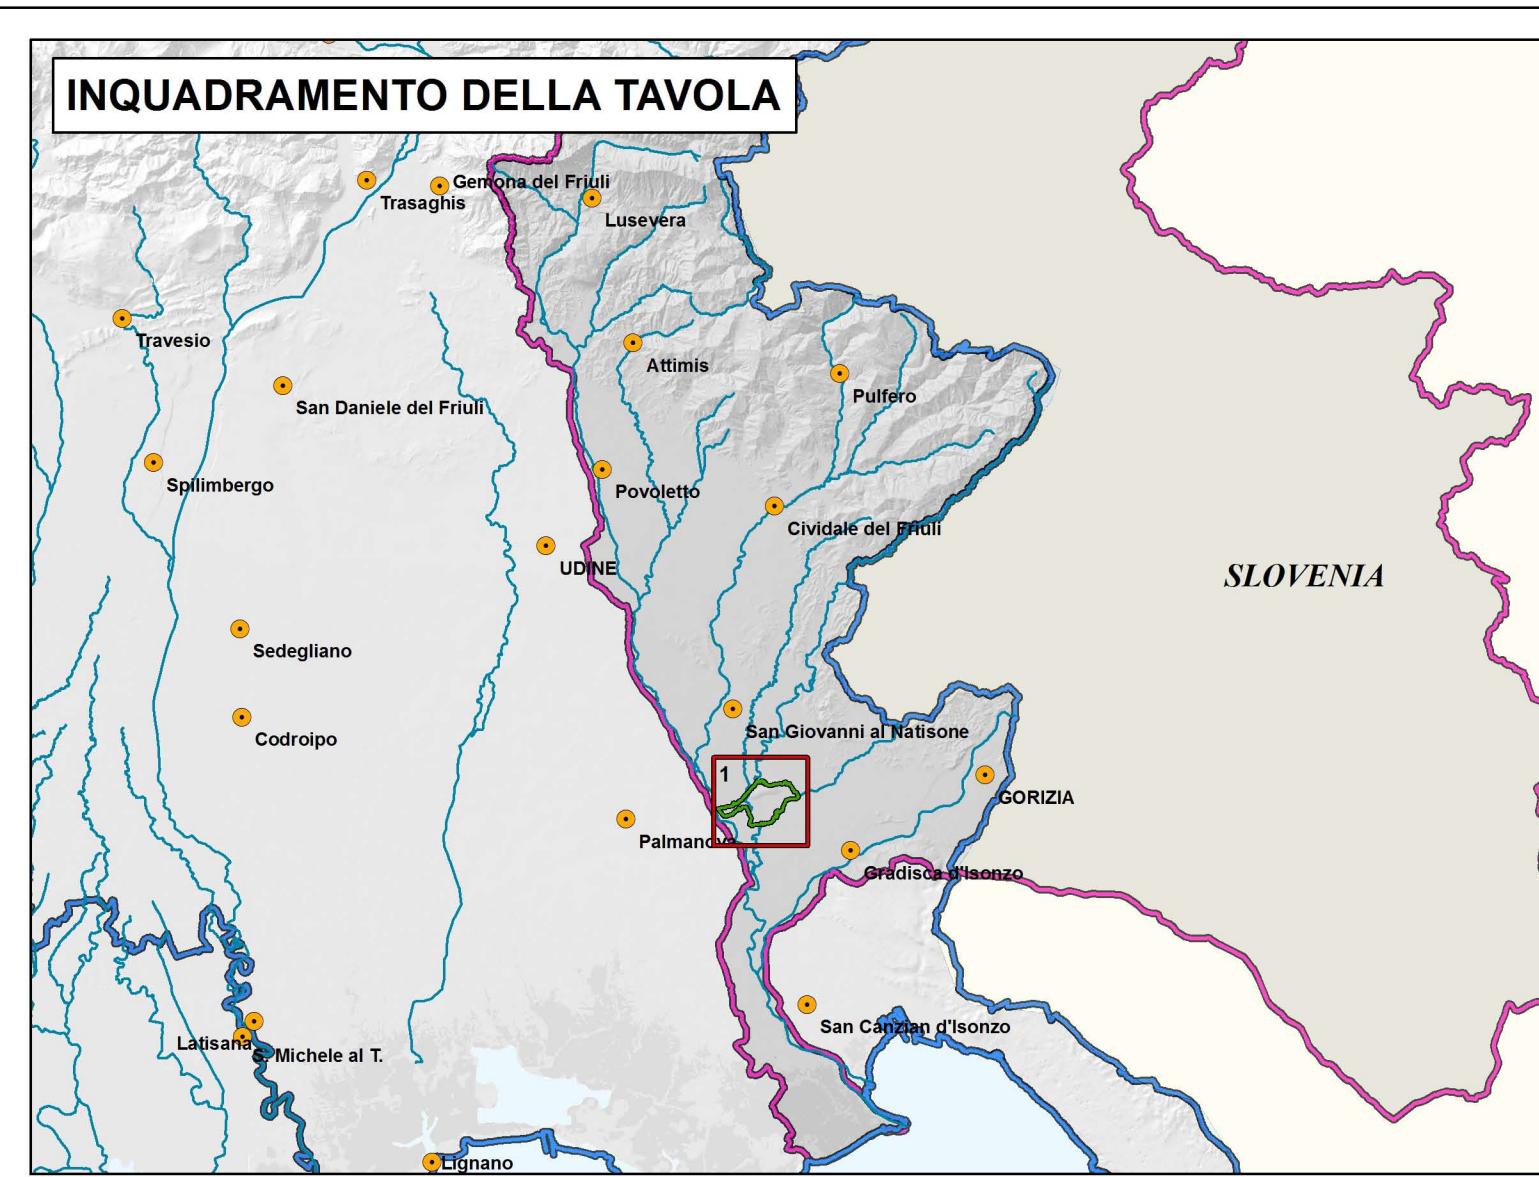 INQUADRAMENTO DELLA TAVOLA
Gemona del Friuli
Trasaghis
Lusevera
Travesio
Attimis
Pulfero
San Daniele del Friuli
Spilimbergo
Povoletto
Cividale del Friuli
UDINE
SLOVENIA
Sedegliano
San Giovanni al Natisone
Codroipo
1
GORIZIA
Palmanova
Gradisca d'Isonzo
San Canzian d'Isonzo
Latisana
S. Michele al T.
Lignano